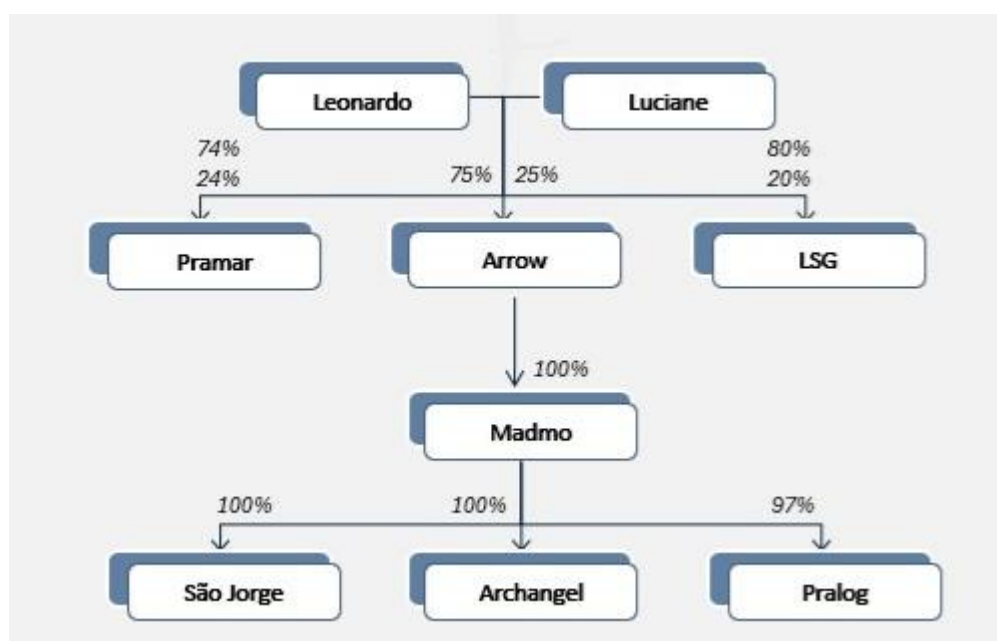 Leonardo
Luciane
74%
80%
24%
75%
25%
20%
Pramar
Arrow
LSG
100%
Madmo
100%
100%
97%
São Jorge
Archangel
Pralog